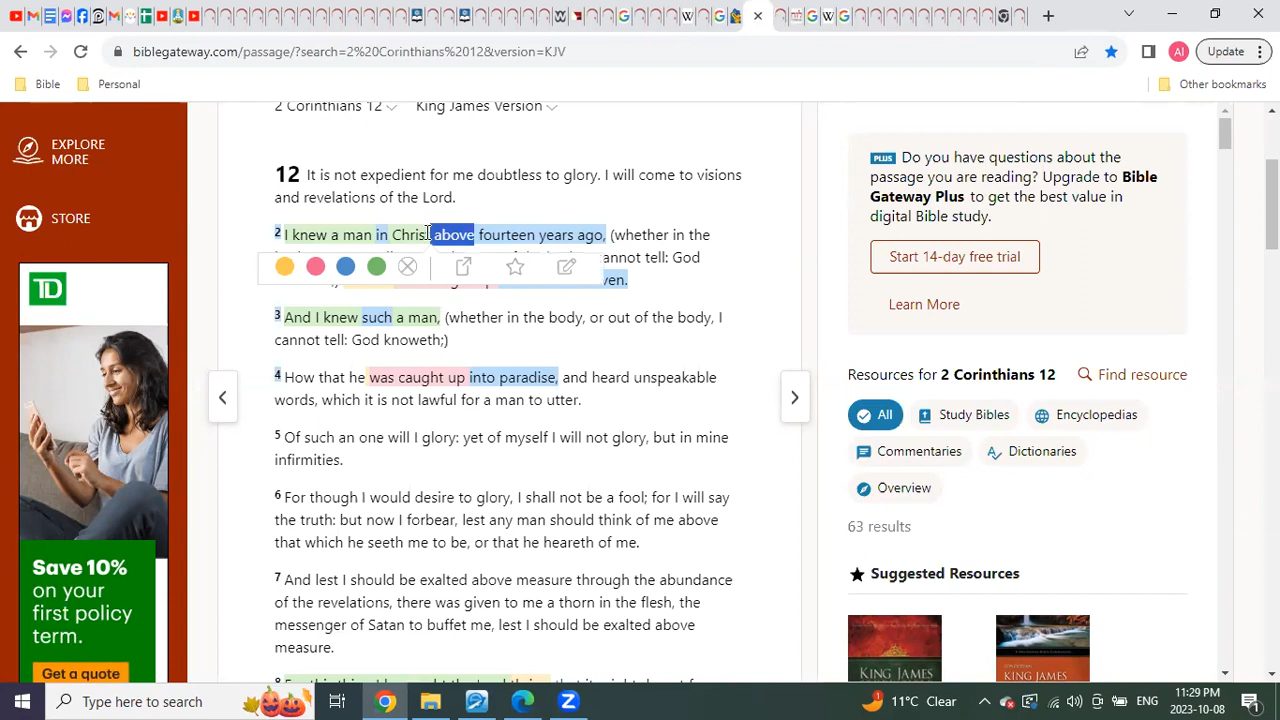 AI
Update
biblegateway.com/passage/?search=2%20Corinthians%2012&version=KJV
Bible
Personal
Other bookmarks
2 Corinthians 12
King James Version
EXPLORE
MORE
STORE
TD
Save 10%
on your
first policy
term.
Get a quote
12 It is not expedient for me doubtless to glory. I will come to visions
and revelations of the Lord.
2 I knew a man in Christ above fourteen years ago, (whether in the
cannot tell: God
ven.
3 And I knew such a man, (whether in the body, or out of the body, I
cannot tell: God knoweth;)
4 How that he was caught up into paradise, and heard unspeakable
words, which it is not lawful for a man to utter.
5 Of such an one will I glory: yet of myself I will not glory, but in mine
infirmities.
6 For though I would desire to glory, I shall not be a fool; for I will say
the truth: but now I forbear, lest any man should think of me above
that which he seeth me to be, or that he heareth of me.
7 And lest I should be exalted above measure through the abundance
of the revelations, there was given to me a thorn in the flesh, the
messenger of Satan to buffet me, lest I should be exalted above
measure.
PLUS Do you have questions about the
passage you are reading? Upgrade to Bible
Gateway Plus to get the best value in
digital Bible study.
Start 14-day free trial
Learn More
Resources for 2 Corinthians 12
Find resource
All
Study Bibles
Encyclopedias
Commentaries
Dictionaries
Overview
63 results
Suggested Resources
KING
KING JAMES
Type here to search
1
11°C Clear
ENG
11:29 PM
2023-10-08
1